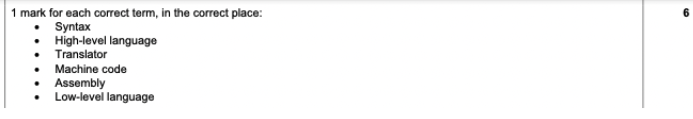 1 mark for each correct term, in the correct place:
6
• Syntax
• High-level language
• Translator
• Machine code
• Assembly
• Low-level language